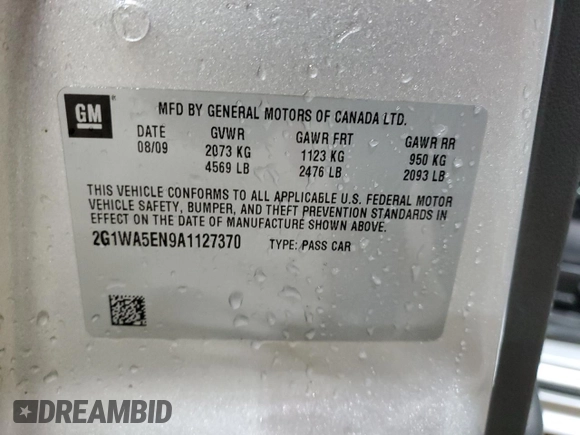 GM
MFD BY GENERAL MOTORS OF CANADA LTD.
DATE GVWR GAWR FRT GAWR RR
08/09 2073 KG 1123 KG 950 KG
4569 LB 2476 LB 2093 LB
THIS VEHICLE CONFORMS TO ALL APPLICABLE U.S. FEDERAL MOTOR
VEHICLE SAFETY, BUMPER, AND THEFT PREVENTION STANDARDS IN
EFFECT ON THE DATE OF MANUFACTURE SHOWN ABOVE.
2G1WA5EN9A1127370 TYPE: PASS CAR
DREAMBID